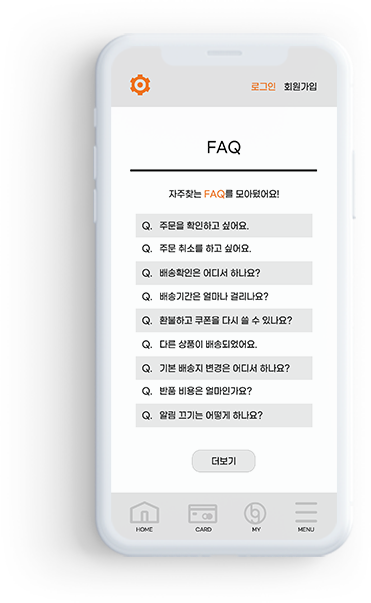 로그인 회원가입
FAQ
자주찾는 FAQ를 모아뒀어요!
Q. 주문을 확인하고 싶어요.
Q. 주문 취소를 하고 싶어요.
Q. 배송확인은 어디서 하나요?
Q. 배송기간은 얼마나 걸리나요?
Q. 환불하고 쿠폰을 다시 쓸 수 있나요?
Q. 다른 상품이 배송되었어요.
Q. 기본 배송지 변경은 어디서 하나요?
Q. 반품 비용은 얼마인가요?
Q. 알림 끄기는 어떻게 하나요?
더보기
HOME CARD MY MENU